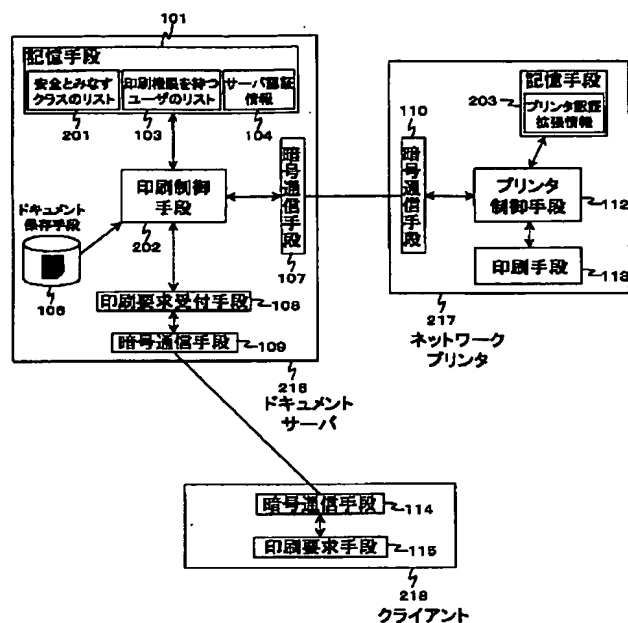 101
記憶手段
安全とみなす
クラスのリスト
印刷権限を持つ
ユーザのリスト
サーバ認証
情報
201
103
104
印刷制御
手段
202
ドキュメント
保存手段
106
暗号通信手段
107
印刷要求受付手段
108
暗号通信手段
109
216
ドキュメント
サーバ
110
暗号通信手段
記憶手段
203
プリンタ認証
拡張情報
プリンタ
制御手段
112
印刷手段
113
217
ネットワーク
プリンタ
暗号通信手段
114
印刷要求手段
115
218
クライアント